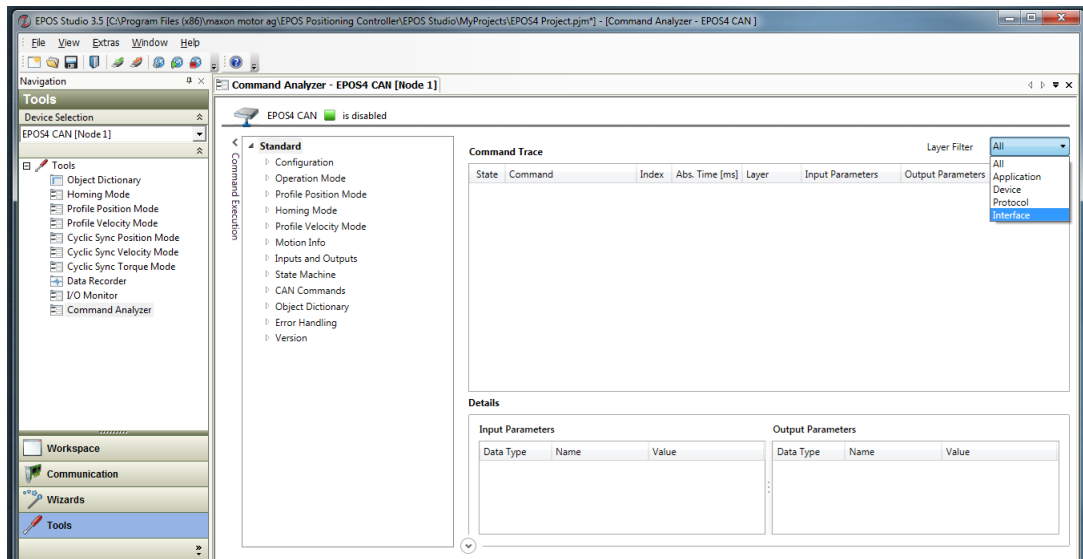 EPOS Studio 3.5 [C:\Program Files (x86)\maxon motor ag\EPOS Positioning Controller\EPOS Studio\MyProjects\EPOS4 Project.pjm*] - [Command Analyzer - EPOS4 CAN ]
File View Extras Window Help
Navigation
Tools
Device Selection
EPOS4 CAN [Node 1]
Tools
Object Dictionary
Homing Mode
Profile Position Mode
Profile Velocity Mode
Cyclic Sync Position Mode
Cyclic Sync Velocity Mode
Cyclic Sync Torque Mode
Data Recorder
I/O Monitor
Command Analyzer
Workspace
Communication
Wizards
Tools
Command Analyzer - EPOS4 CAN [Node 1]
EPOS4 CAN is disabled
Command Execution
Standard
Configuration
Operation Mode
Profile Position Mode
Homing Mode
Profile Velocity Mode
Motion Info
Inputs and Outputs
State Machine
CAN Commands
Object Dictionary
Error Handling
Version
Command Trace
Layer Filter All
All
Application
Device
Protocol
Interface
State Command Index Abs. Time [ms] Layer Input Parameters Output Parameters
Details
Input Parameters
Data Type Name Value
Output Parameters
Data Type Name Value